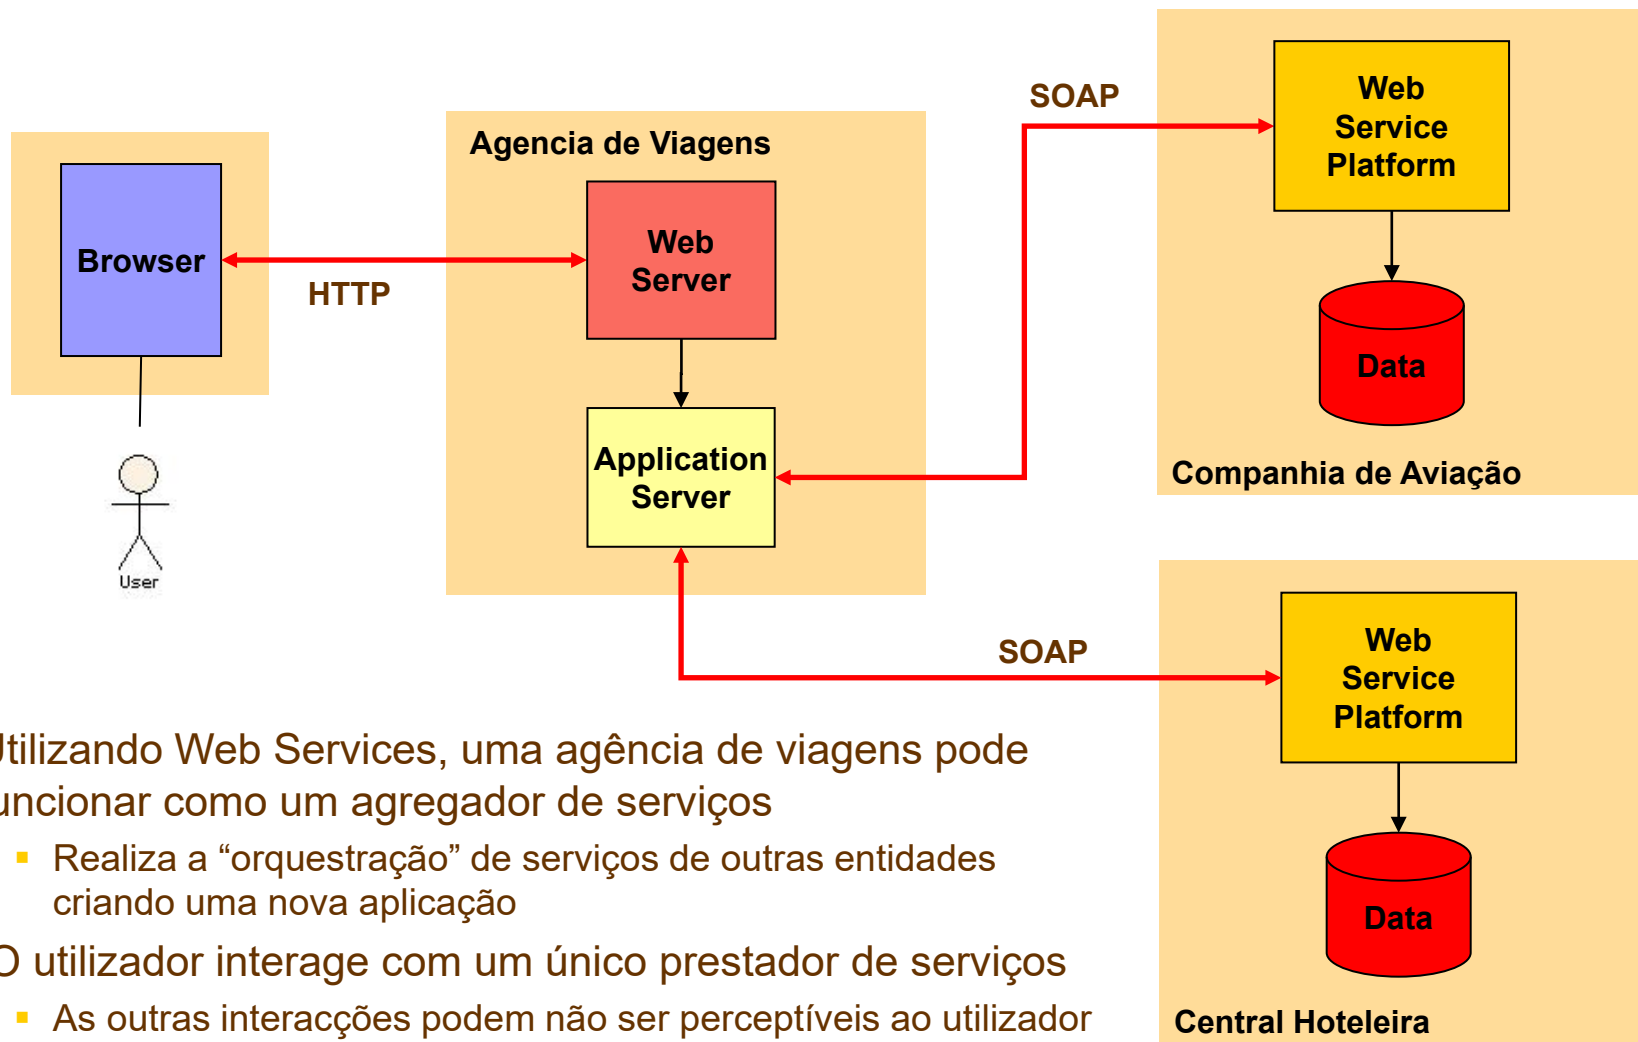 SOAP
Web
Service
Platform
Agencia de Viagens
Browser
Web
Server
HTTP
Data
Application
Server
Companhia de Aviação
User
SOAP
Web
Service
Platform
tilizando Web Services, uma agência de viagens pode
uncionar como um agregador de serviços
▪ Realiza a “orquestração” de serviços de outras entidades
criando uma nova aplicação
Data
O utilizador interage com um único prestador de serviços
▪ As outras interacções podem não ser perceptíveis ao utilizador
Central Hoteleira